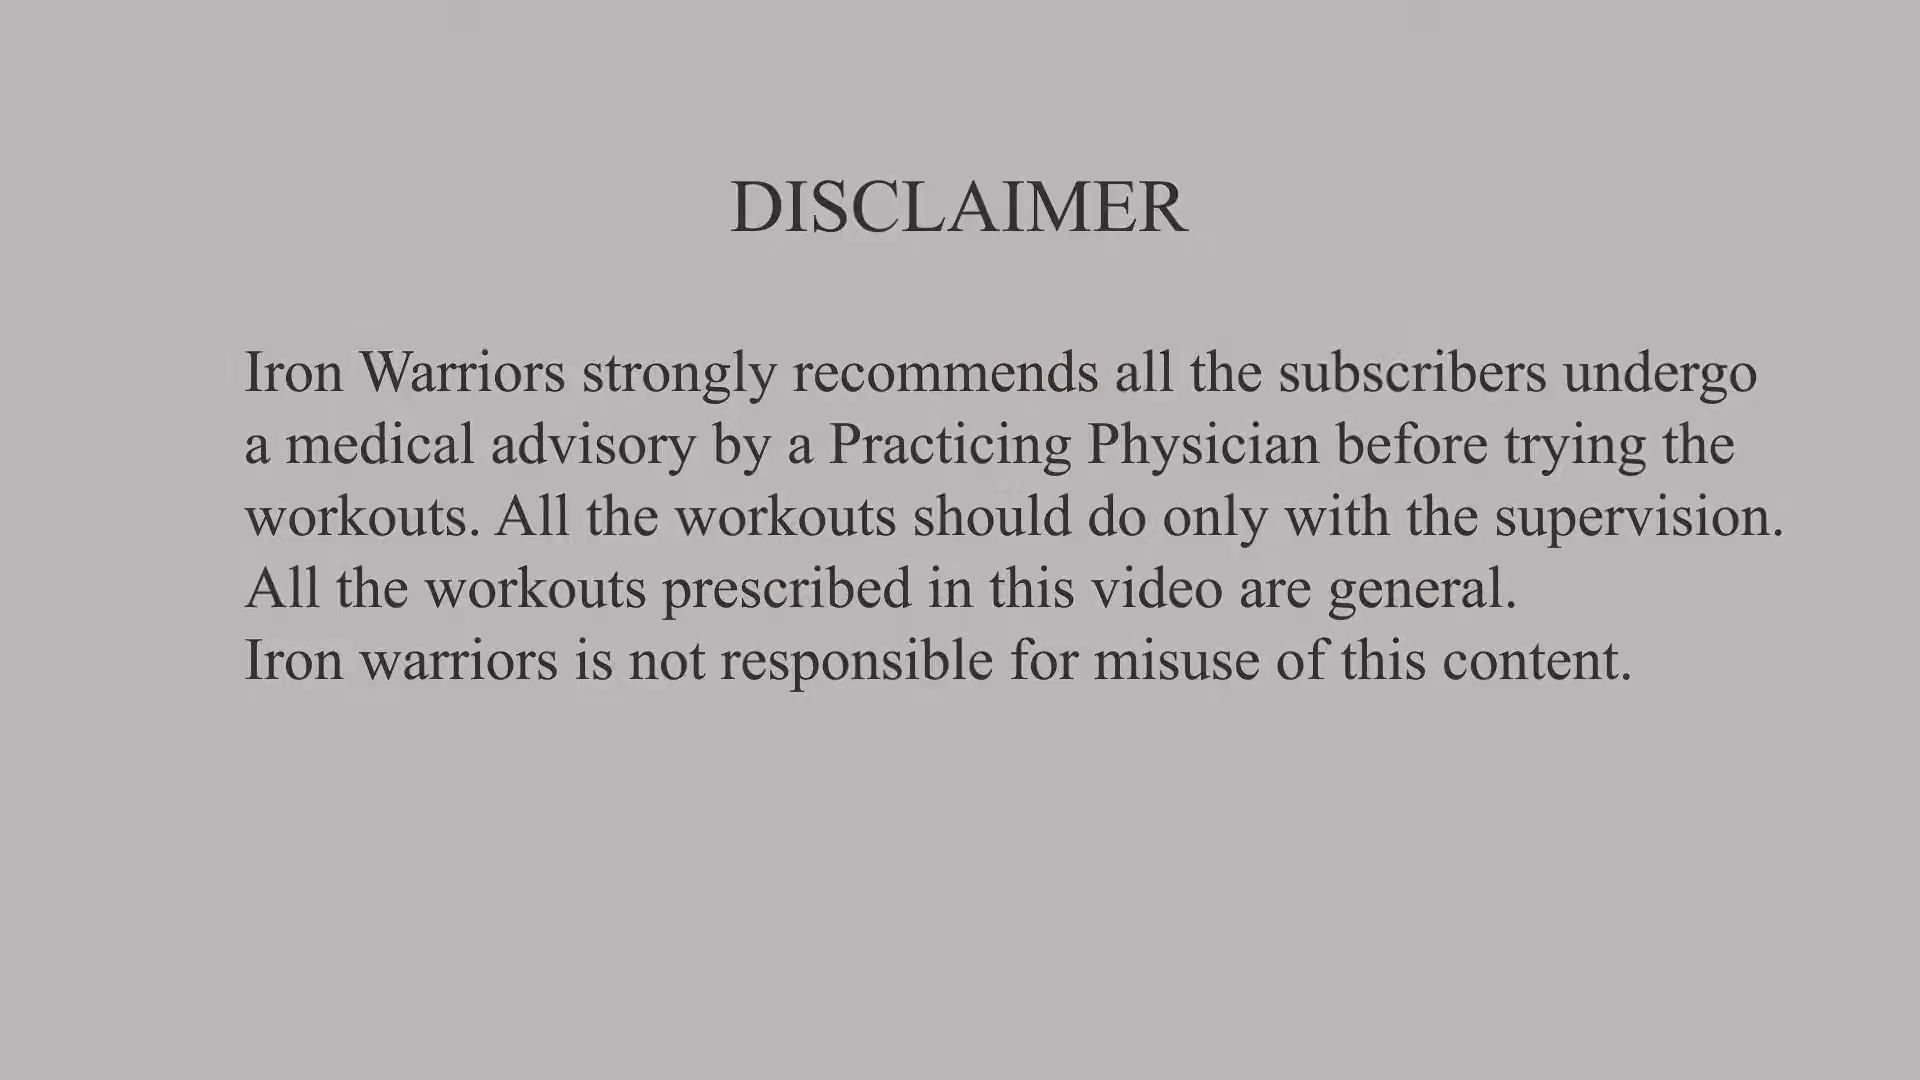 DISCLAIMER
Iron Warriors strongly recommends all the subscribers undergo
a medical advisory by a Practicing Physician before trying the
workouts. All the workouts should do only with the supervision.
All the workouts prescribed in this video are general.
Iron warriors is not responsible for misuse of this content.